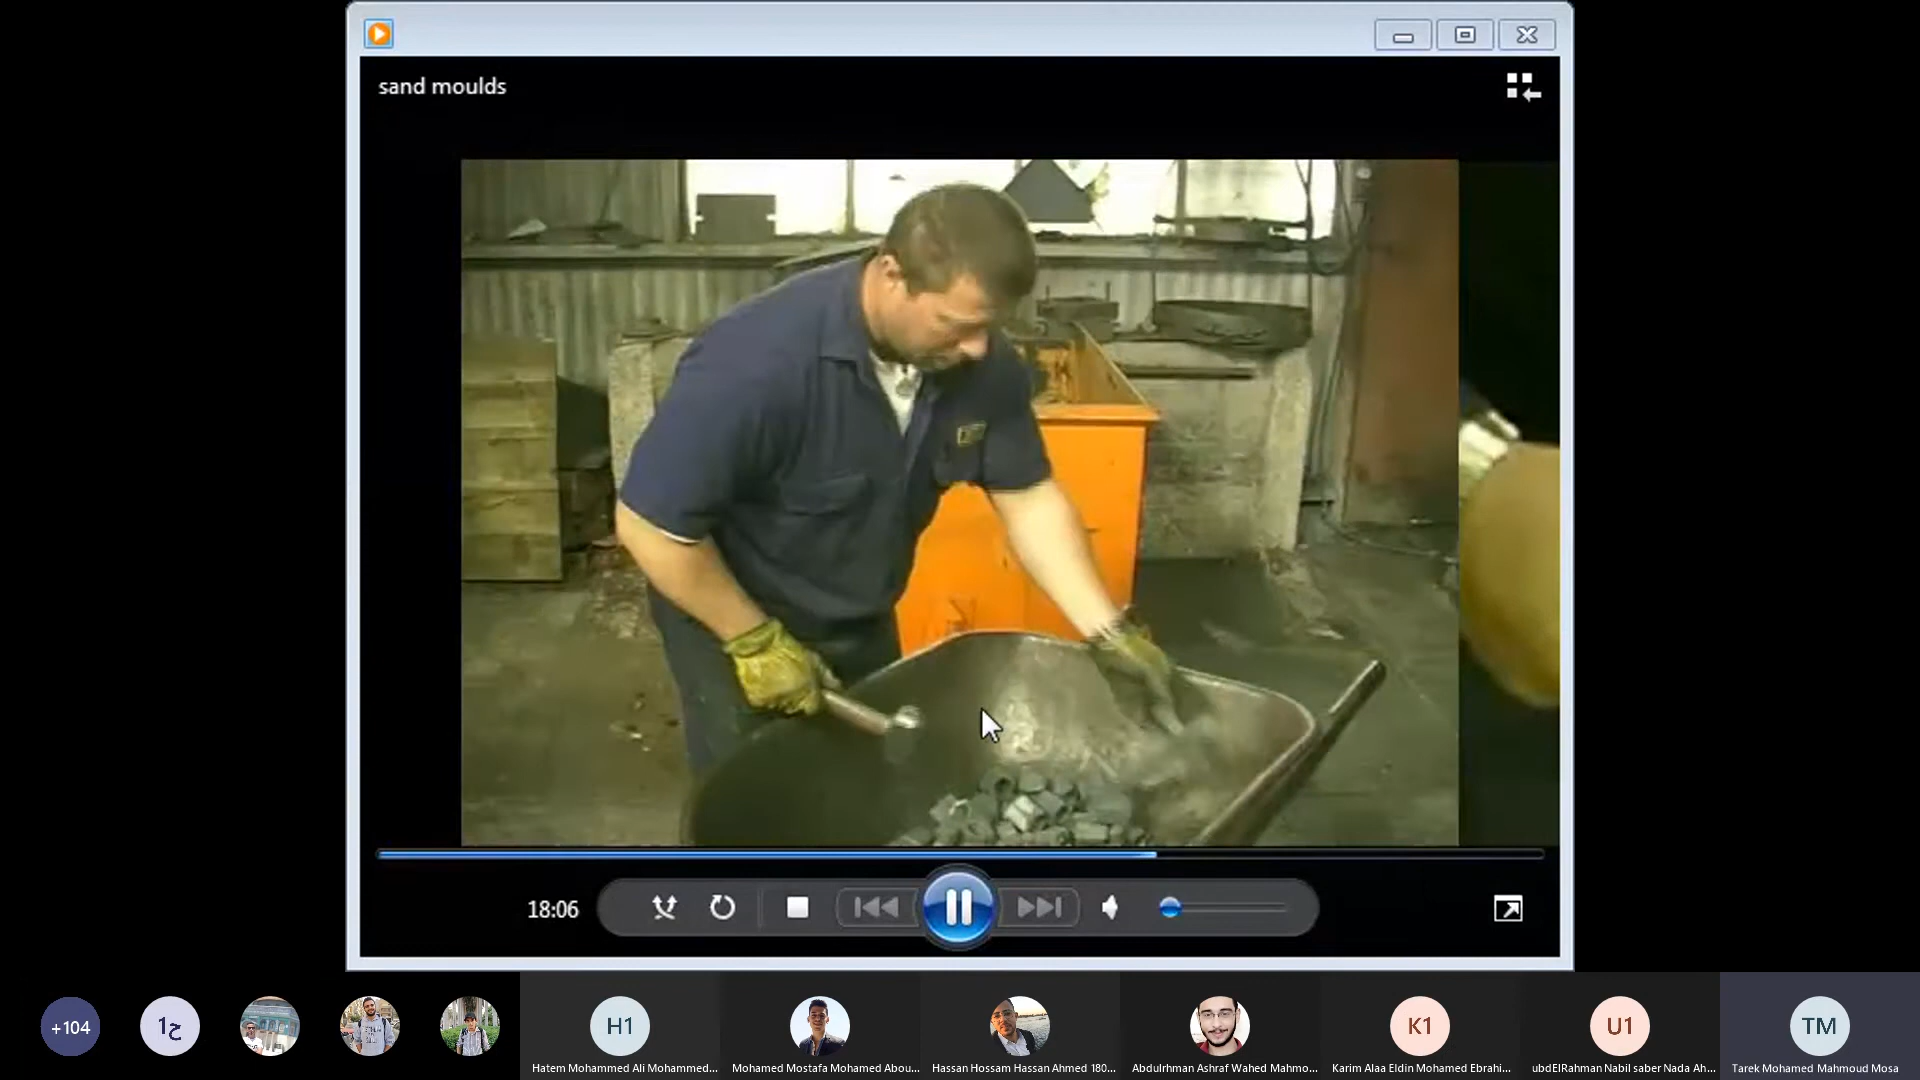 sand moulds
18:06
+104
ح1
H1
K1
U1
TM
Hatem Mohammed Ali Mohammed...
Mohamed Mostafa Mohamed Abou...
Hassan Hossam Hassan Ahmed 180...
Abdulrhman Ashraf Wahed Mahmo...
Karim Alaa Eldin Mohamed Ebrahi...
ubdElRahman Nabil saber Nada Ah...
Tarek Mohamed Mahmoud Mosa